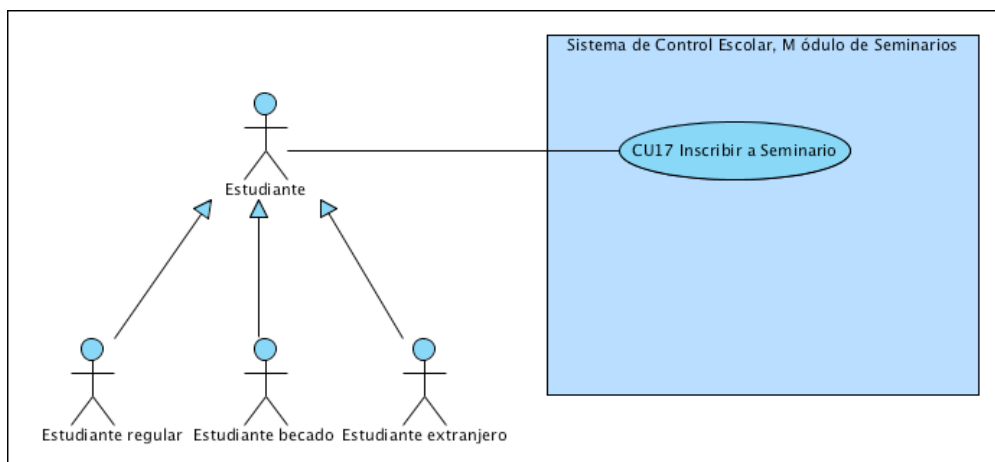 Sistema de Control Escolar, M ódulo de Seminarios
CU17 Inscribir a Seminario
Estudiante
Estudiante regular
Estudiante becado
Estudiante extranjero